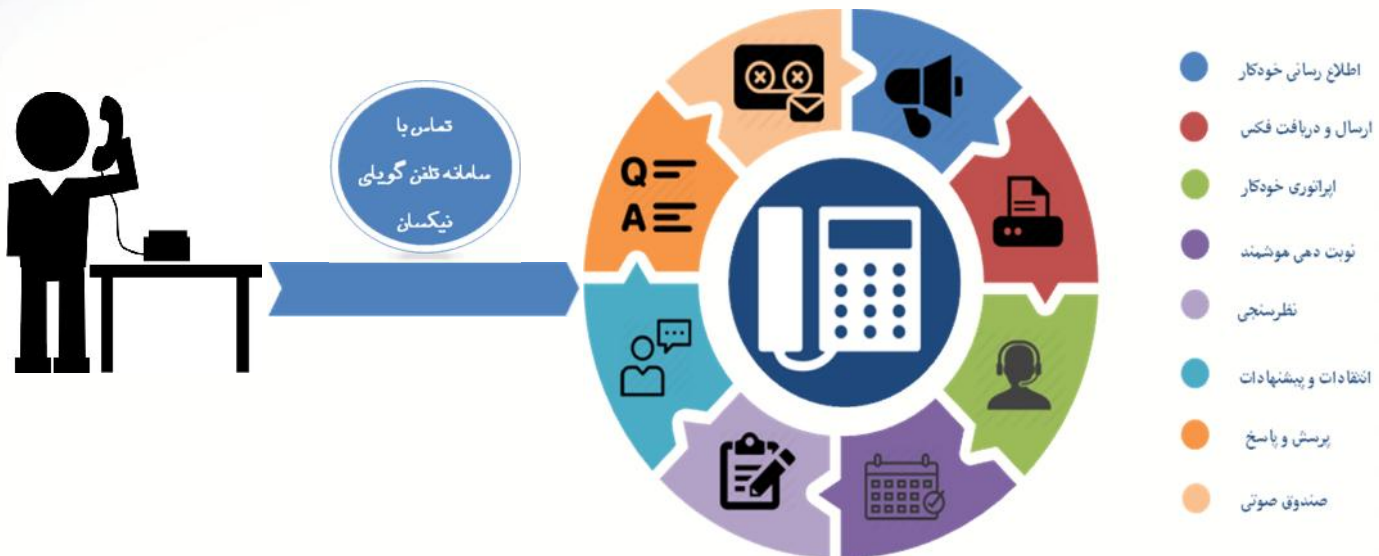 تماس با
سامانه تلفن گویای
نیکسان
Q
A
اطلاع رسانی خودکار
ارسال و دریافت فکس
اپراتوری خودکار
نوبت دهی هوشمند
نظرسنجی
انتقادات و پیشنهادات
پرسش و پاسخ
صندوق صوتی